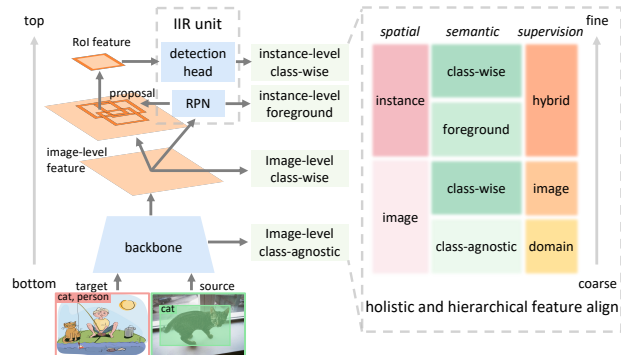 top
IIR unit
RoI feature
detection
head
instance-level
class-wise
proposal
RPN
instance-level
foreground
image-level
feature
Image-level
class-wise
backbone
Image-level
class-agnostic
bottom
target
source
cat, person
cat
spatial
semantic
supervision
fine
class-wise
instance
hybrid
foreground
class-wise
image
image
class-agnostic
domain
coarse
holistic and hierarchical feature align